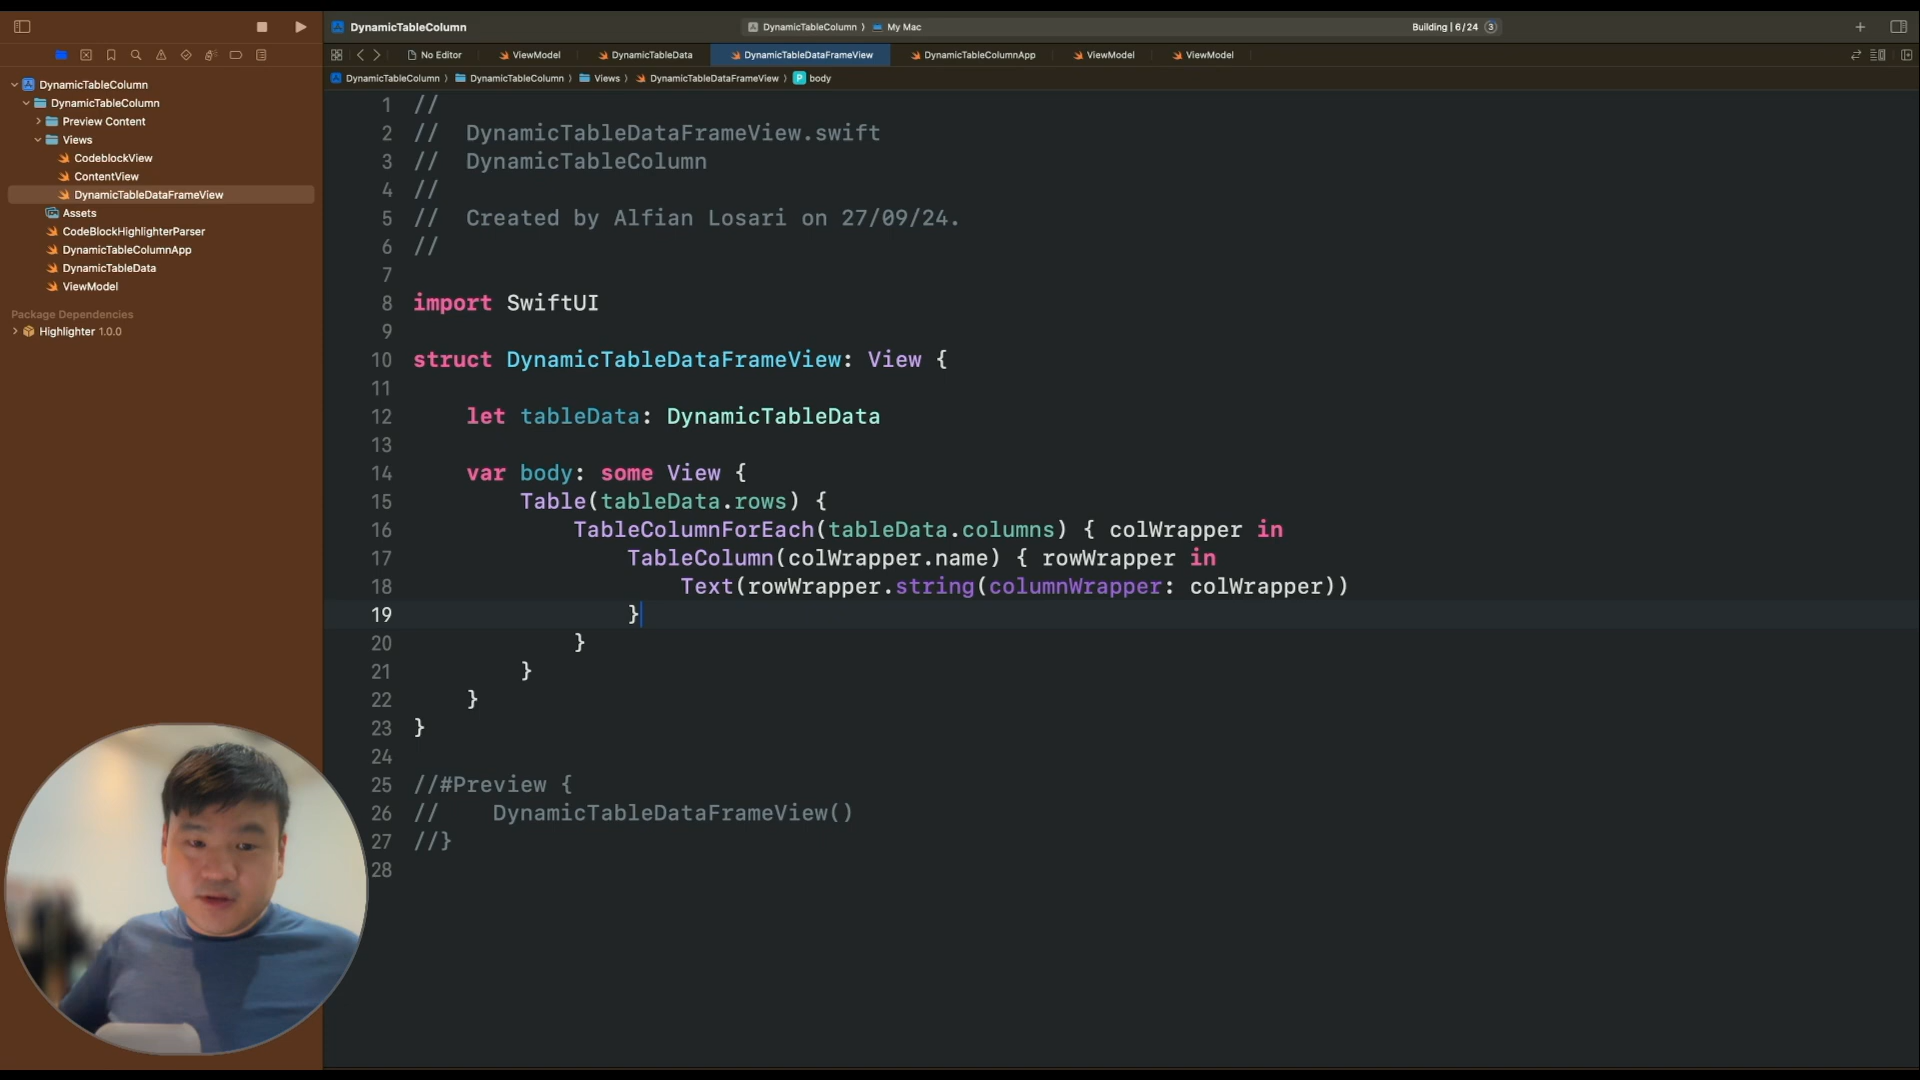 DynamicTableColumn
DynamicTableColumn
Preview Content
Views
CodeblockView
ContentView
DynamicTableDataFrameView
Assets
CodeBlockHighlighterParser
DynamicTableColumnApp
DynamicTableData
ViewModel
Package Dependencies
Highlighter 1.0.0
DynamicTableColumn
DynamicTableColumn › My Mac
Building | 6/24 3
No Editor
ViewModel
DynamicTableData
DynamicTableDataFrameView
DynamicTableColumnApp
ViewModel
ViewModel
DynamicTableColumn › DynamicTableColumn › Views › DynamicTableDataFrameView › P body
1 //
2 //  DynamicTableDataFrameView.swift
3 //  DynamicTableColumn
4 //
5 //  Created by Alfian Losari on 27/09/24.
6 //
7
8 import SwiftUI
9
10 struct DynamicTableDataFrameView: View {
11
12     let tableData: DynamicTableData
13
14     var body: some View {
15         Table(tableData.rows) {
16             TableColumnForEach(tableData.columns) { colWrapper in
17                 TableColumn(colWrapper.name) { rowWrapper in
18                     Text(rowWrapper.string(columnWrapper: colWrapper))
19                 }
20             }
21         }
22     }
23 }
24
25 //#Preview {
26 //    DynamicTableDataFrameView()
27 //}
28